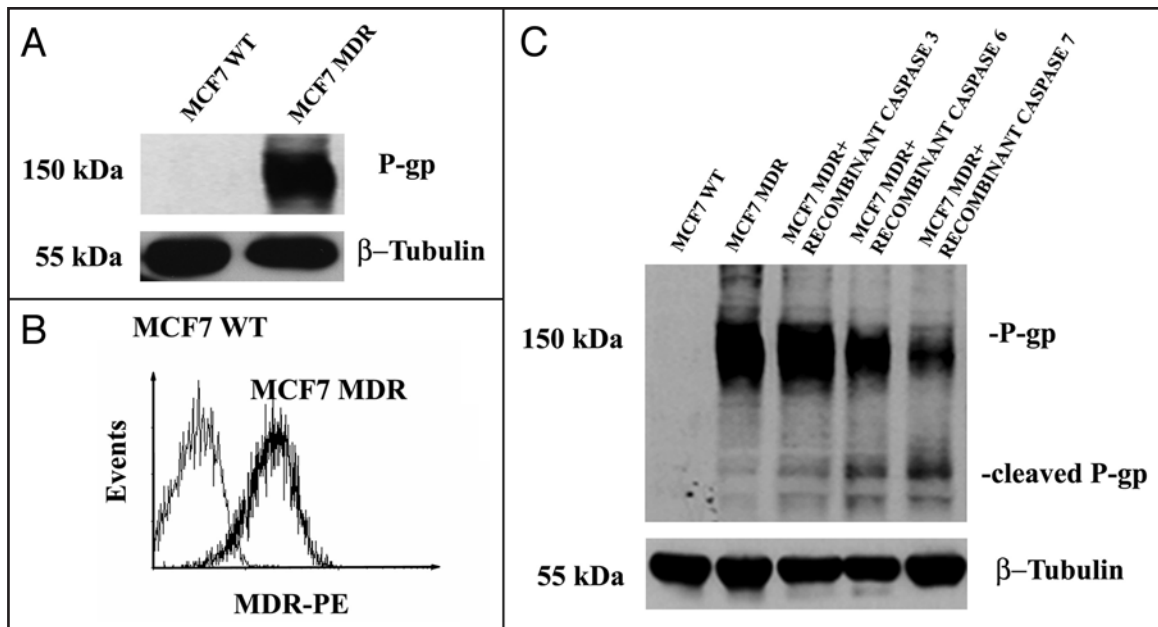 A
MCF7 WT
MCF7 MDR
150 kDa
P-gp
55 kDa
β–Tubulin
B
MCF7 WT
MCF7 MDR
Events
MDR-PE
C
MCF7 WT
MCF7 MDR
MCF7 MDR+
RECOMBINANT CASPASE 3
MCF7 MDR+
RECOMBINANT CASPASE 6
MCF7 MDR+
RECOMBINANT CASPASE 7
150 kDa
-P-gp
-cleaved P-gp
55 kDa
β–Tubulin